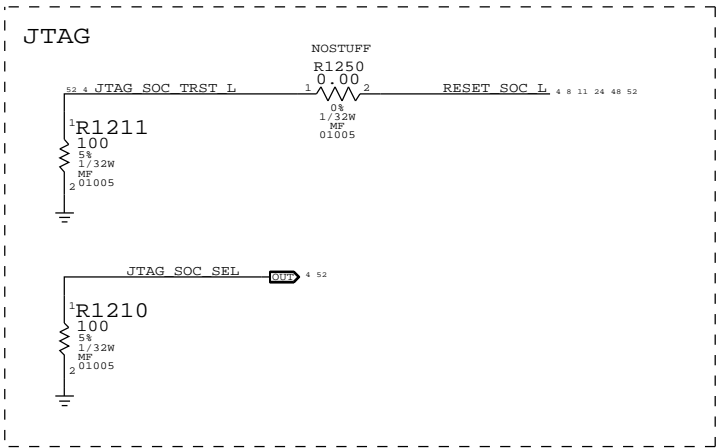 JTAG
NOSTUFF
R1250
0.00
52 4 JTAG_SOC_TRST_L 1 2 RESET_SOC_L 4 8 11 24 48 52
0%
1/32W
MF
01005
1 R1211
100
5%
1/32W
MF
2 01005
JTAG_SOC_SEL OUT 4 52
1 R1210
100
5%
1/32W
MF
2 01005